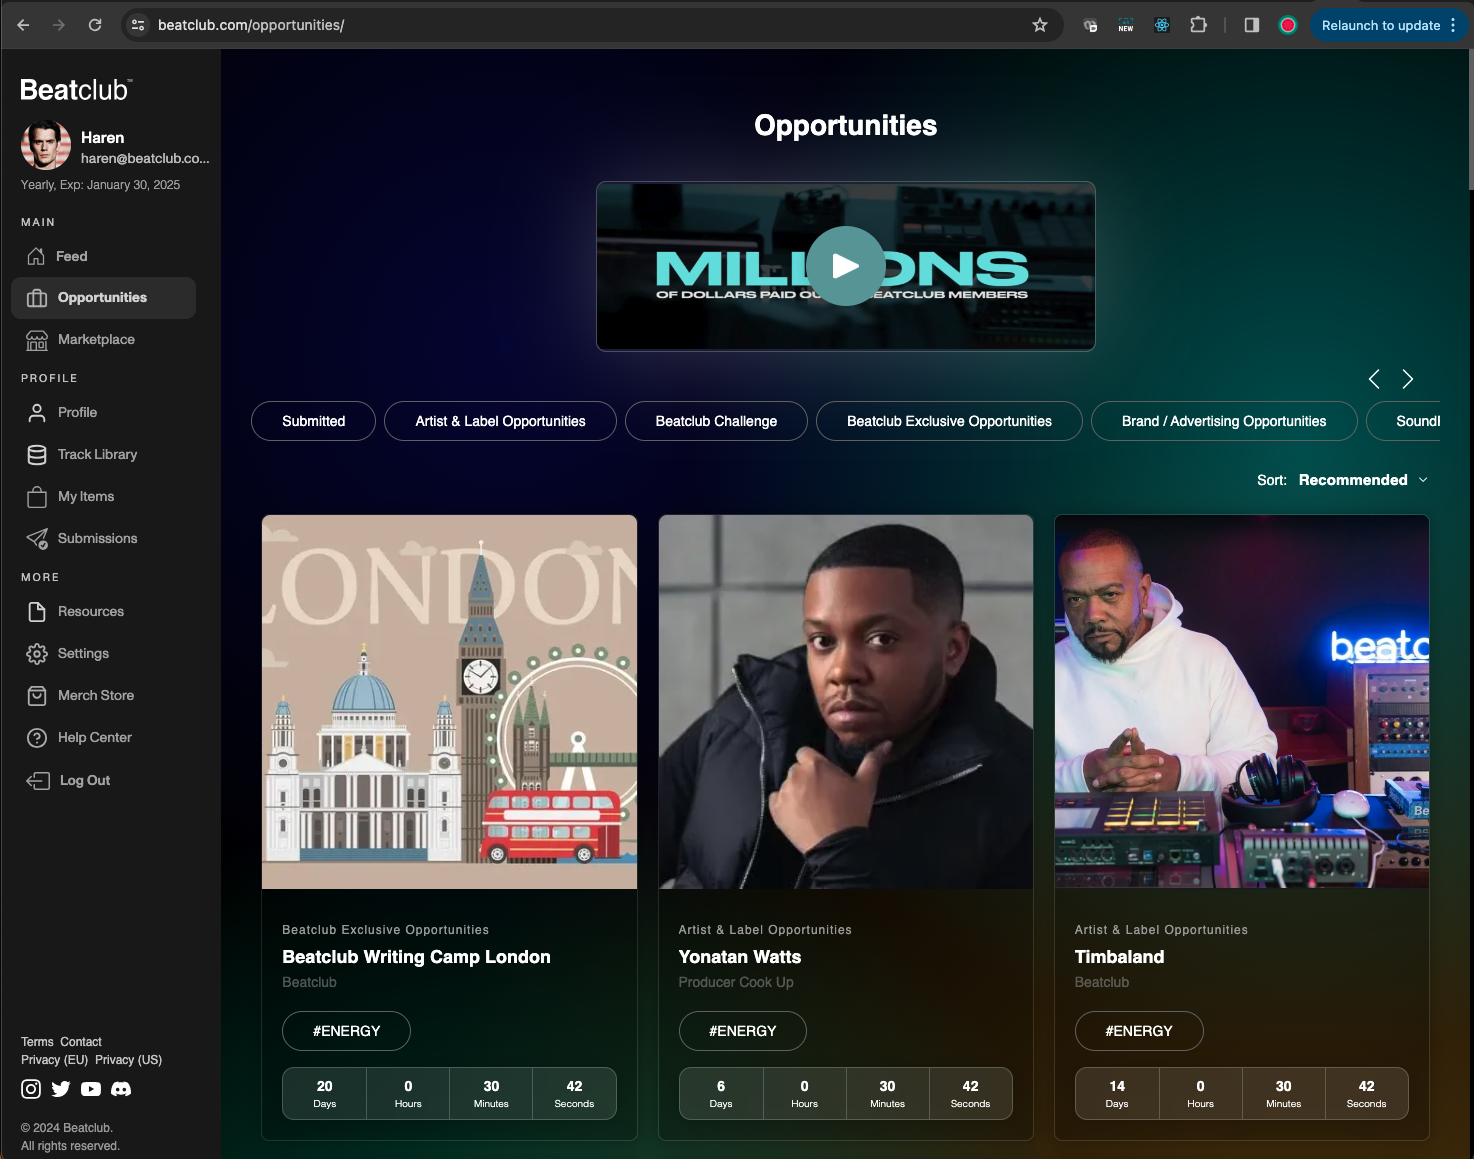 beatclub.com/opportunities/
NEW
Relaunch to update
Beatclub™
Haren
haren@beatclub.co...
Yearly, Exp: January 30, 2025
MAIN
Feed
Opportunities
Marketplace
PROFILE
Profile
Track Library
My Items
Submissions
MORE
Resources
Settings
Merch Store
Help Center
Log Out
Terms Contact
Privacy (EU) Privacy (US)
© 2024 Beatclub.
All rights reserved.
Opportunities
MILL ONS
OF DOLLARS PAID OU BEATCLUB MEMBERS
Submitted
Artist & Label Opportunities
Beatclub Challenge
Beatclub Exclusive Opportunities
Brand / Advertising Opportunities
Sort: Recommended
LONDON
beatc
Be
Beatclub Exclusive Opportunities
Beatclub Writing Camp London
Beatclub
#ENERGY
20 0 30 42
Days Hours Minutes Seconds
Artist & Label Opportunities
Yonatan Watts
Producer Cook Up
#ENERGY
6 0 30 42
Days Hours Minutes Seconds
Artist & Label Opportunities
Timbaland
Beatclub
#ENERGY
14 0 30 42
Days Hours Minutes Seconds